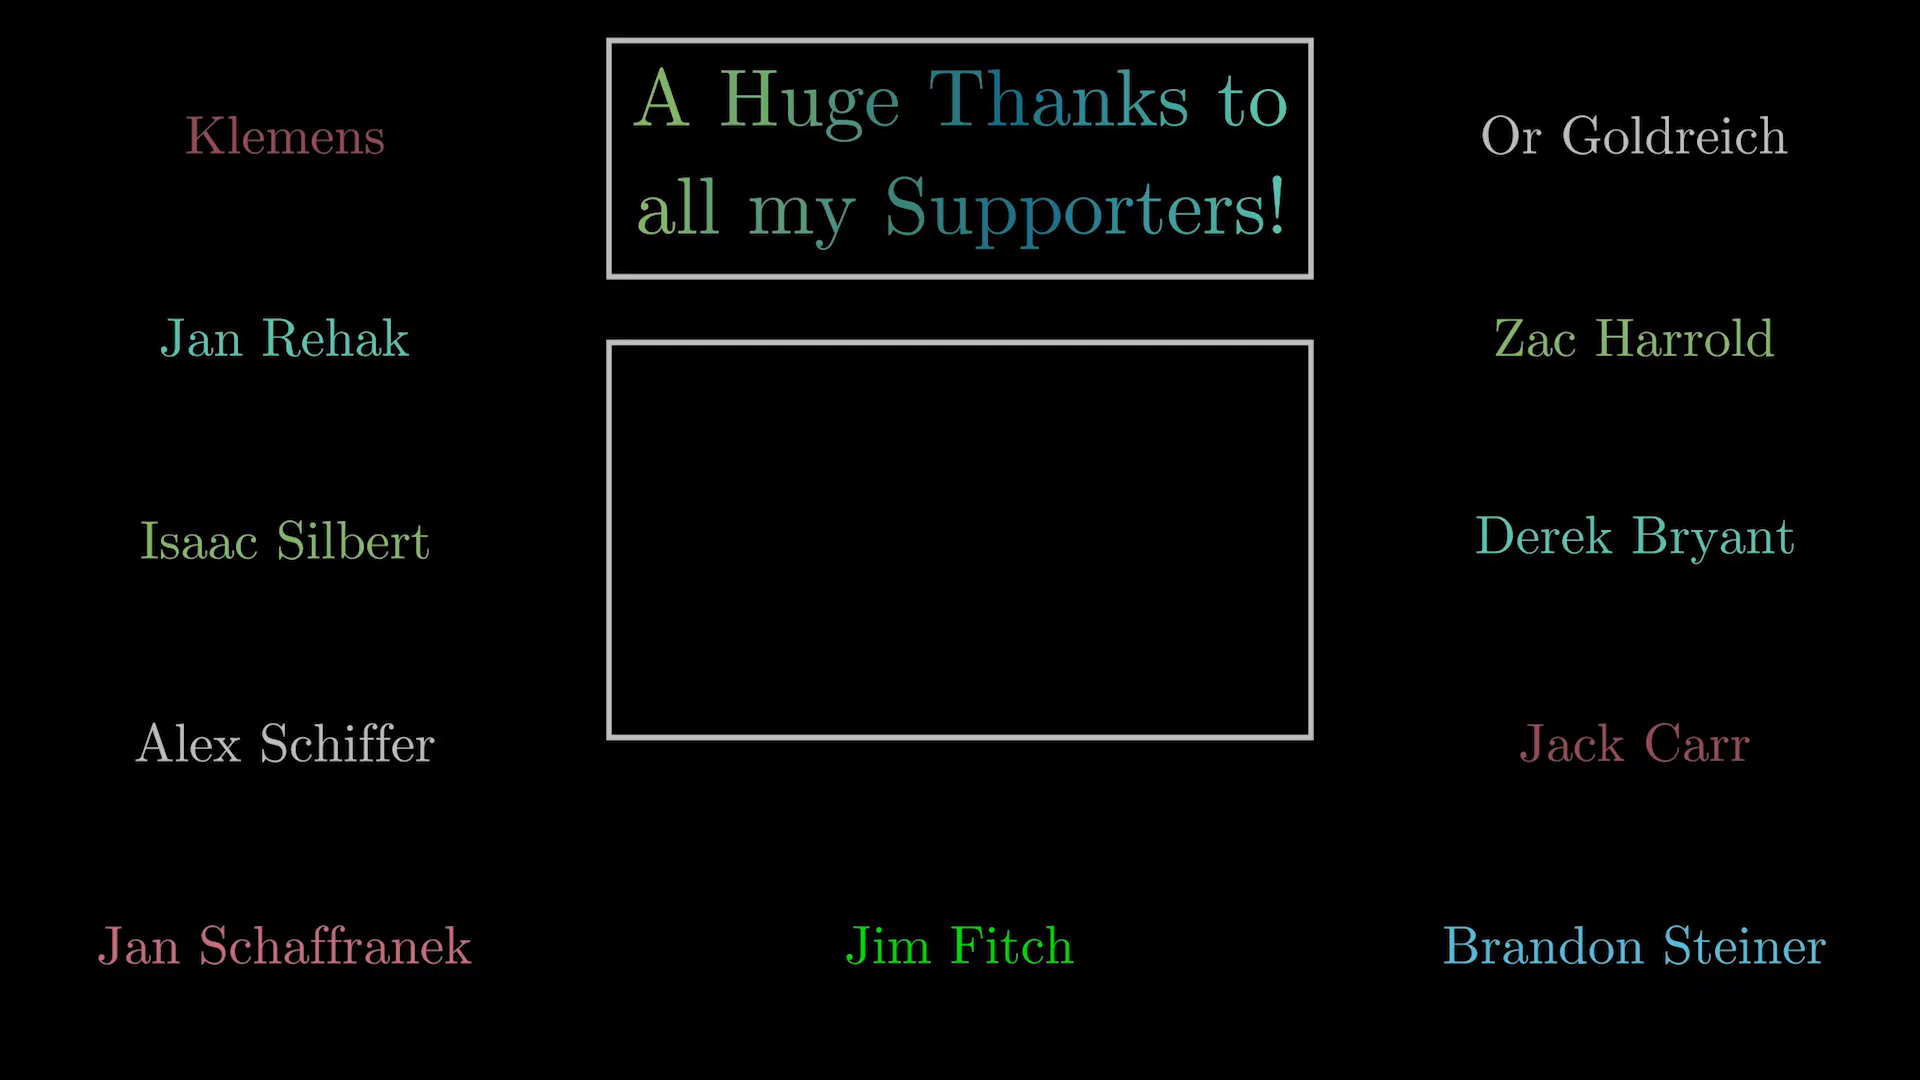 A Huge Thanks to
all my Supporters!
Klemens
Or Goldreich
Jan Rehak
Zac Harrold
Isaac Silbert
Derek Bryant
Alex Schiffer
Jack Carr
Jan Schaffranek
Jim Fitch
Brandon Steiner